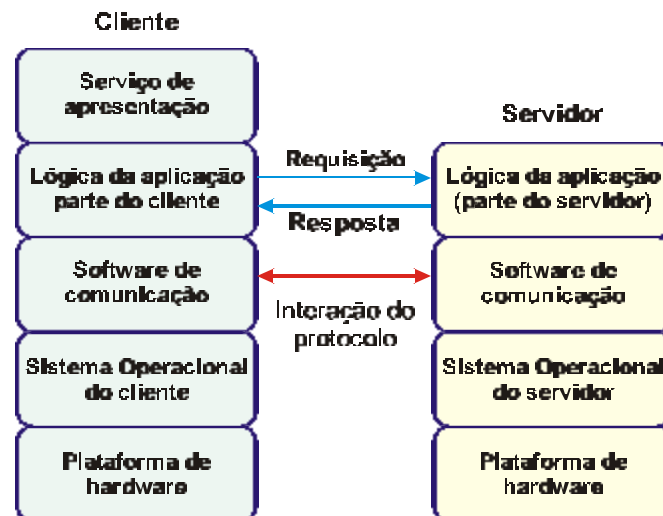 Cliente
Serviço de
apresentação
Lógica da aplicação
parte do cliente
Software de
comunicação
Sistema Operacional
do cliente
Plataforma de
hardware
Requisição
Resposta
Interação do
protocolo
Servidor
Lógica da aplicação
(parte do servidor)
Software de
comunicação
Sistema Operacional
do servidor
Plataforma de
hardware